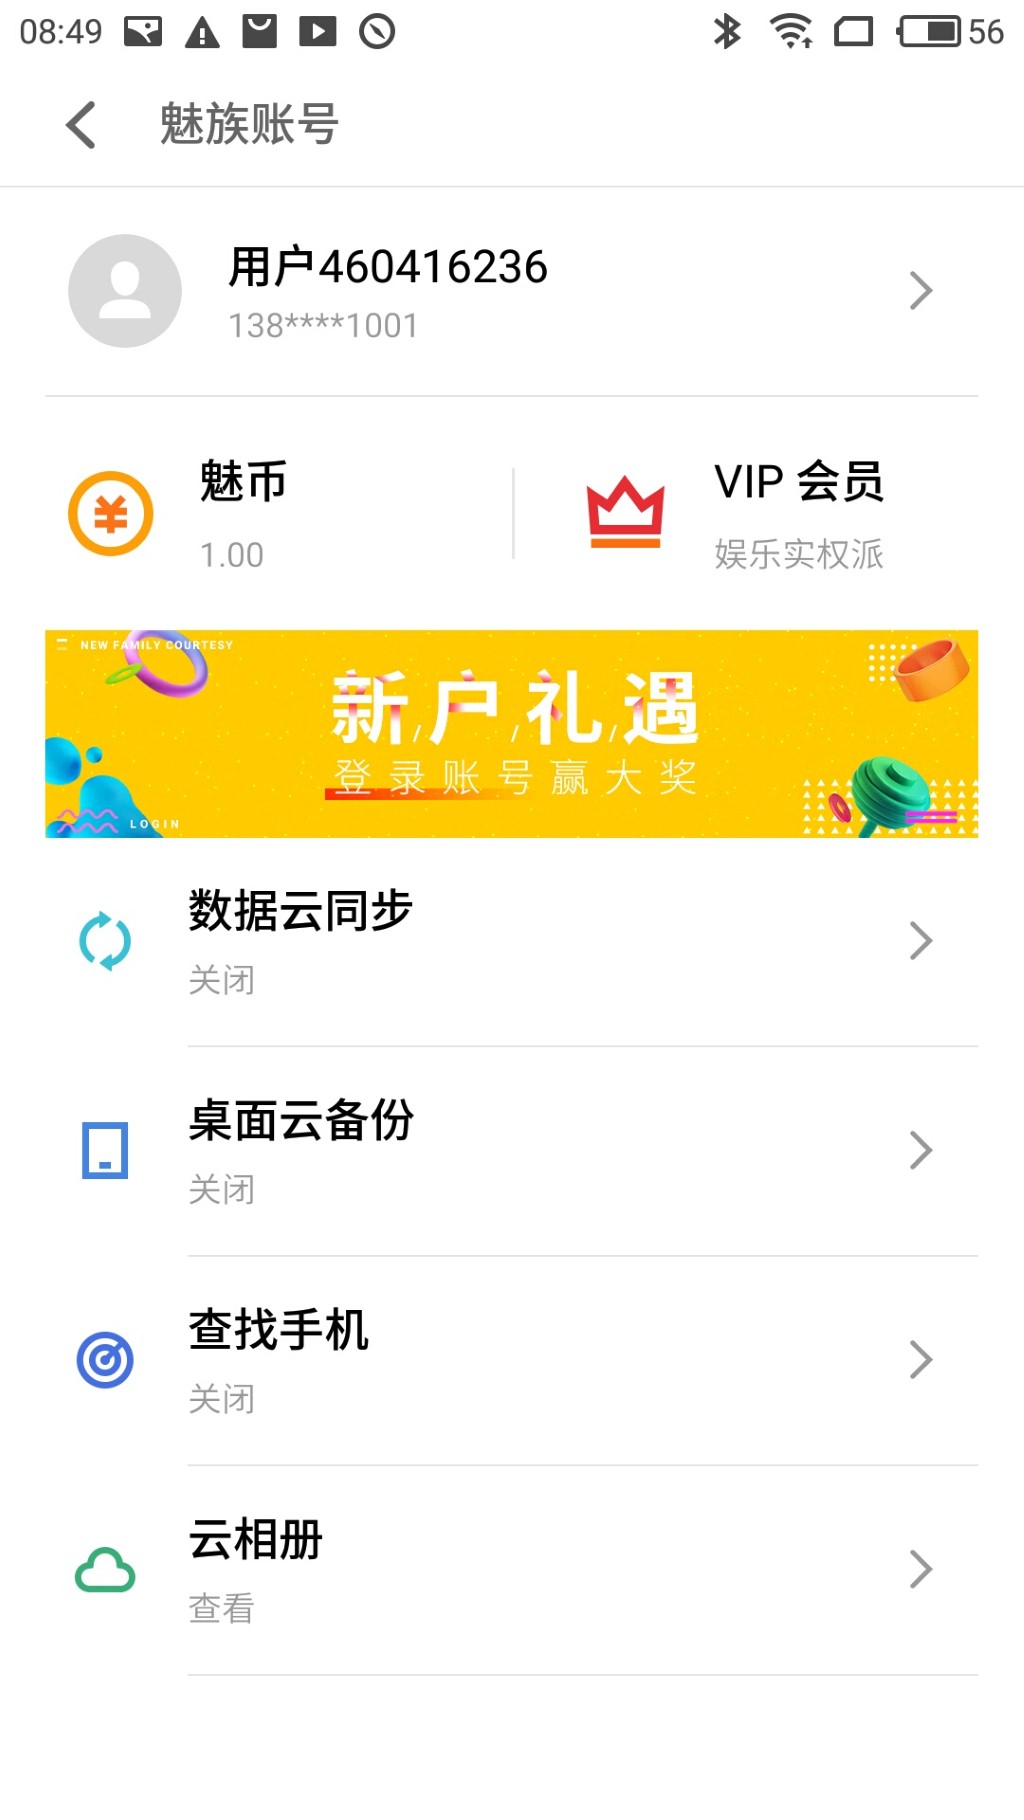 08:49
56
魅族账号
用户460416236
138****1001
魅币
1.00
VIP 会员
娱乐实权派
NEW FAMILY COURTESY
新/户/礼/遇
登录账号赢大奖
LOGIN
数据云同步
关闭
桌面云备份
关闭
查找手机
关闭
云相册
查看